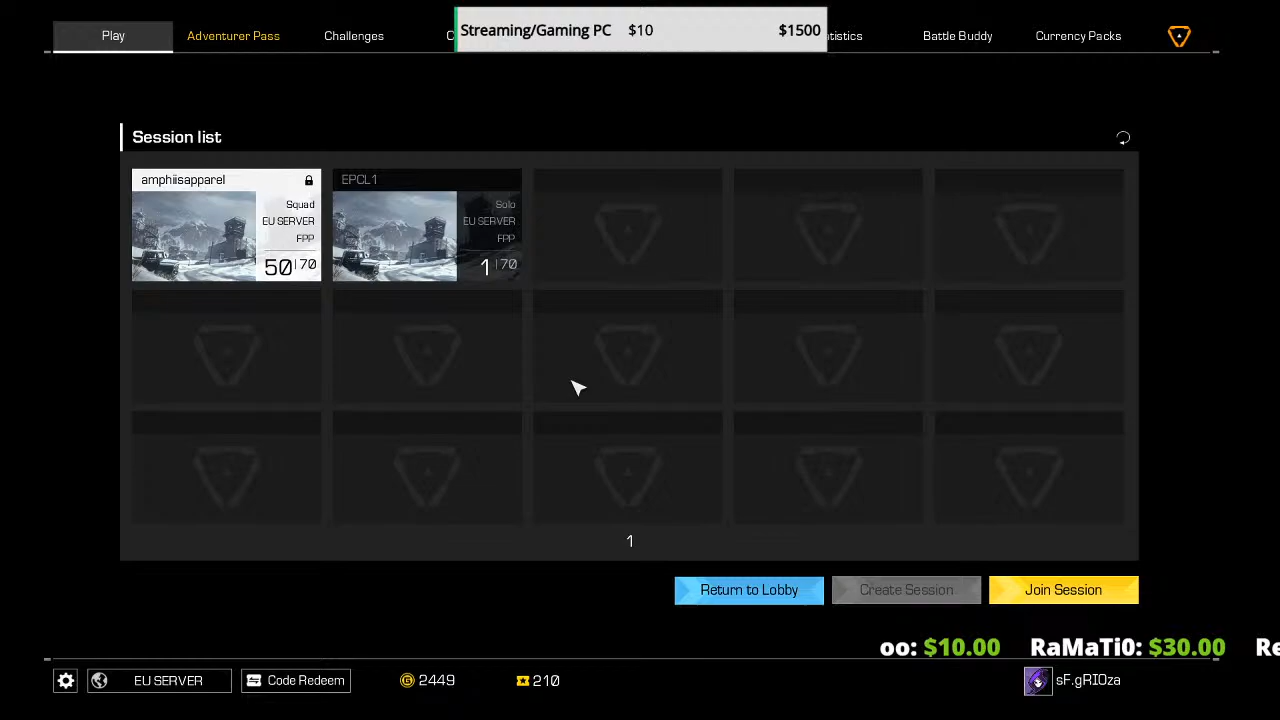 Play
Adventurer Pass
Challenges
C
Streaming/Gaming PC $10 $1500
tistics
Battle Buddy
Currency Packs
Session list
amphiisapparel
Squad
EU SERVER
FPP
50|70
EPCL1
Solo
EU SERVER
FPP
1|70
1
Return to Lobby
Create Session
Join Session
oo: $10.00 RaMaTi0: $30.00 Re
EU SERVER
Code Redeem
G 2449
210
sF.gRIOza